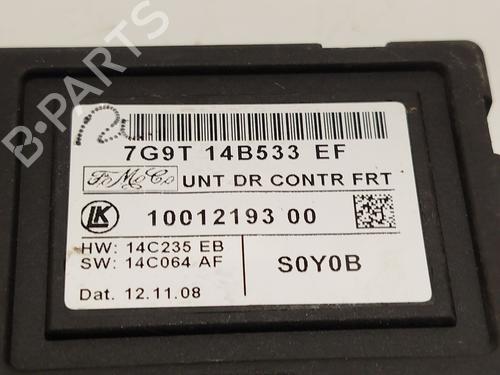 B-PARTS
7G9T 14B533 EF
F.M.Co. UNT DR CONTR FRT
LK 10012193 00
HW: 14C235 EB
SW: 14C064 AF
S0Y0B
Dat. 12.11.08